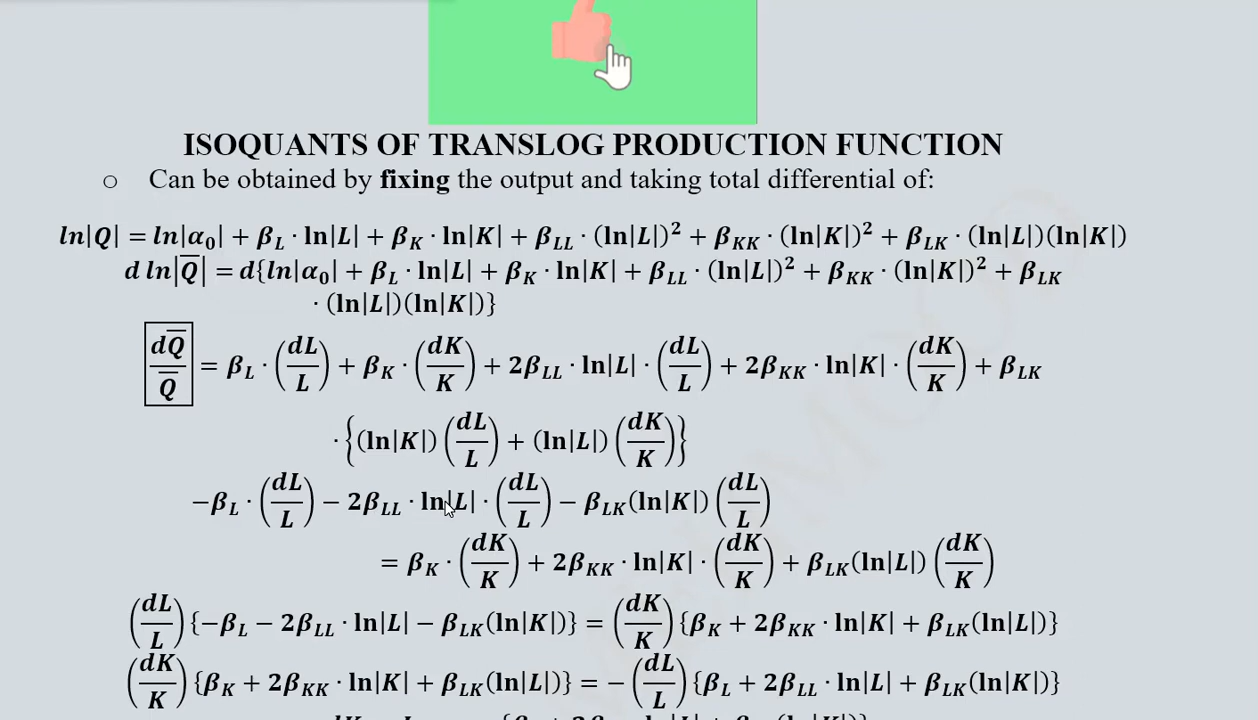 ISOQUANTS OF TRANSLOG PRODUCTION FUNCTION
○ Can be obtained by fixing the output and taking total differential of:
ln|Q| = ln|α₀| + β_L · ln|L| + β_K · ln|K| + β_LL · (ln|L|)² + β_KK · (ln|K|)² + β_LK · (ln|L|)(ln|K|)
d ln|Q̅| = d{ln|α₀| + β_L · ln|L| + β_K · ln|K| + β_LL · (ln|L|)² + β_KK · (ln|K|)² + β_LK
· (ln|L|)(ln|K|)}
dQ̅/Q̅ = β_L · (dL/L) + β_K · (dK/K) + 2β_LL · ln|L| · (dL/L) + 2β_KK · ln|K| · (dK/K) + β_LK
· {(ln|K|) (dL/L) + (ln|L|) (dK/K)}
−β_L · (dL/L) − 2β_LL · ln|L| · (dL/L) − β_LK(ln|K|) (dL/L)
= β_K · (dK/K) + 2β_KK · ln|K| · (dK/K) + β_LK(ln|L|) (dK/K)
(dL/L) {−β_L − 2β_LL · ln|L| − β_LK(ln|K|)} = (dK/K) {β_K + 2β_KK · ln|K| + β_LK(ln|L|)}
(dK/K) {β_K + 2β_KK · ln|K| + β_LK(ln|L|)} = − (dL/L) {β_L + 2β_LL · ln|L| + β_LK(ln|K|)}